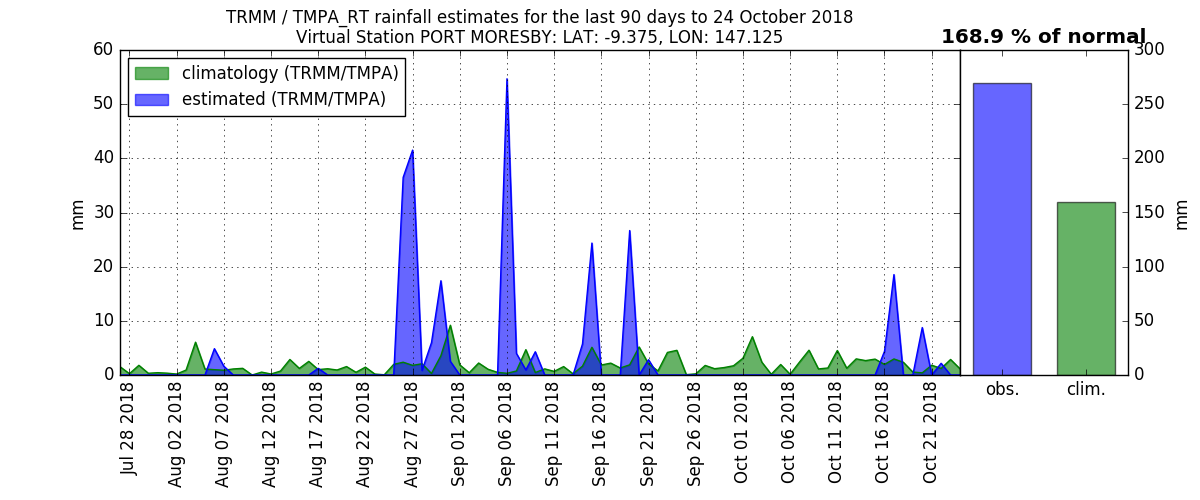 TRMM / TMPA_RT rainfall estimates for the last 90 days to 24 October 2018
Virtual Station PORT MORESBY: LAT: -9.375, LON: 147.125
168.9 % of normal
climatology (TRMM/TMPA)
estimated (TRMM/TMPA)
60
50
40
30
20
10
0
mm
300
250
200
150
100
50
0
mm
Jul 28 2018
Aug 02 2018
Aug 07 2018
Aug 12 2018
Aug 17 2018
Aug 22 2018
Aug 27 2018
Sep 01 2018
Sep 06 2018
Sep 11 2018
Sep 16 2018
Sep 21 2018
Sep 26 2018
Oct 01 2018
Oct 06 2018
Oct 11 2018
Oct 16 2018
Oct 21 2018
obs.
clim.